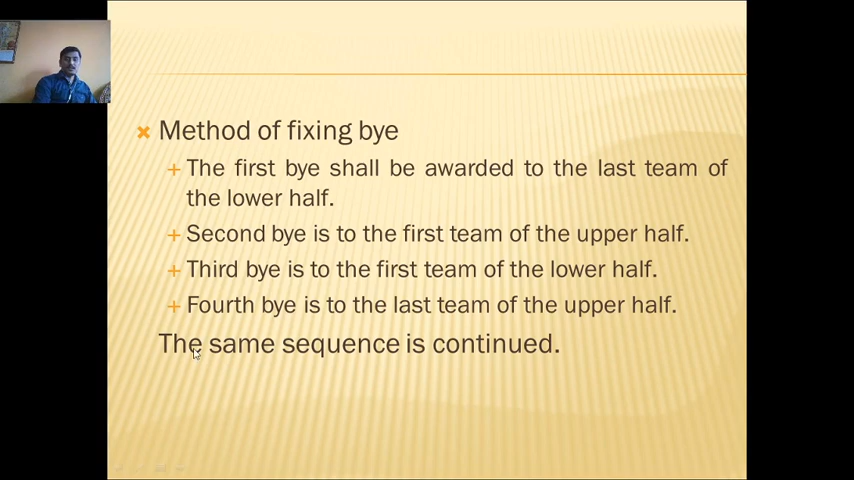 Method of fixing bye
The first bye shall be awarded to the last team of
the lower half.
Second bye is to the first team of the upper half.
Third bye is to the first team of the lower half.
Fourth bye is to the last team of the upper half.
The same sequence is continued.